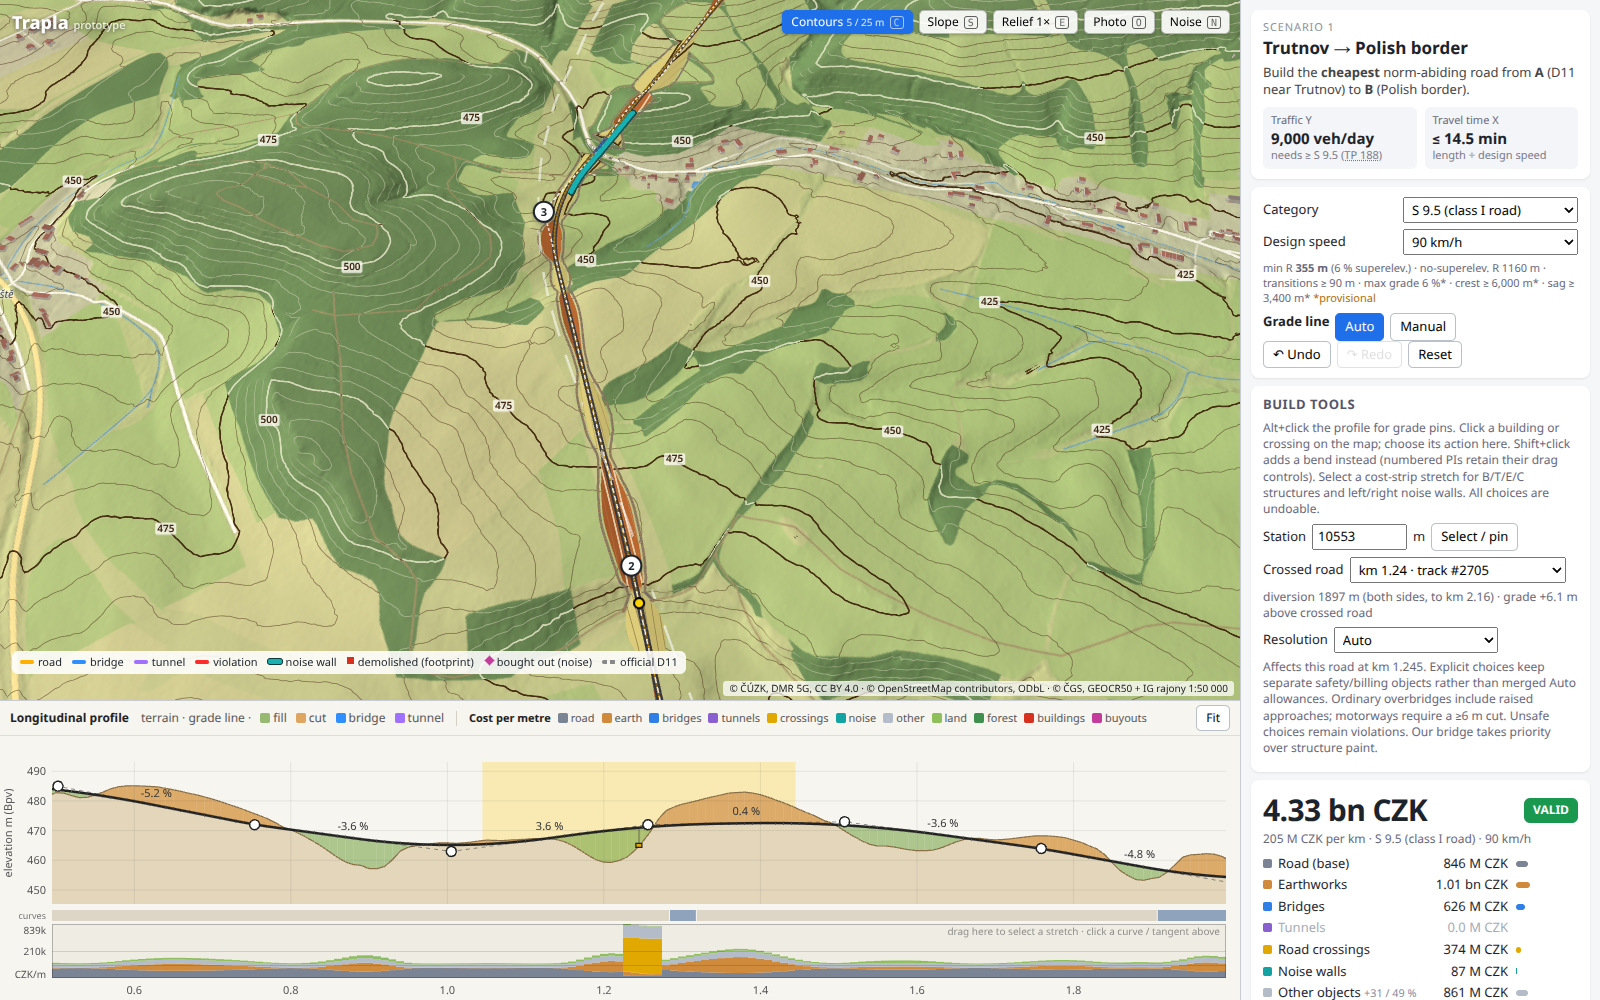 Trapla prototype
Contours 5 / 25 m C
Slope S
Relief 1× E
Photo O
Noise N
475
475
450
450
450
3
500
450
450
425
425
ště
450
475
500
450
425
475
475
2
road
bridge
tunnel
violation
noise wall
demolished (footprint)
bought out (noise)
official D11
© ČÚZK, DMR 5G, CC BY 4.0 · © OpenStreetMap contributors, ODbL · © ČGS, GEOCR50 + IG rajony 1:50 000
Longitudinal profile terrain · grade line · fill cut bridge tunnel
Cost per metre road earth bridges tunnels crossings noise other land forest buildings buyouts
Fit
elevation m (Bpv)
490
480
470
460
450
-5.2 %
-3.6 %
3.6 %
0.4 %
-3.6 %
-4.8 %
curves
839k
210k
CZK/m
drag here to select a stretch · click a curve / tangent above
0.6 0.8 1.0 1.2 1.4 1.6 1.8
SCENARIO 1
Trutnov → Polish border
Build the cheapest norm-abiding road from A (D11
near Trutnov) to B (Polish border).
Traffic Y
9,000 veh/day
needs ≥ S 9.5 (TP 188)
Travel time X
≤ 14.5 min
length ÷ design speed
Category S 9.5 (class I road)
Design speed 90 km/h
min R 355 m (6 % superelev.) · no-superelev. R 1160 m ·
transitions ≥ 90 m · max grade 6 %* · crest ≥ 6,000 m* · sag ≥
3,400 m* *provisional
Grade line Auto Manual
↶ Undo ↷ Redo Reset
BUILD TOOLS
Alt+click the profile for grade pins. Click a building or
crossing on the map; choose its action here. Shift+click
adds a bend instead (numbered PIs retain their drag
controls). Select a cost-strip stretch for B/T/E/C
structures and left/right noise walls. All choices are
undoable.
Station 10553 m Select / pin
Crossed road km 1.24 · track #2705
diversion 1897 m (both sides, to km 2.16) · grade +6.1 m
above crossed road
Resolution Auto
Affects this road at km 1.245. Explicit choices keep
separate safety/billing objects rather than merged Auto
allowances. Ordinary overbridges include raised
approaches; motorways require a ≥6 m cut. Unsafe
choices remain violations. Our bridge takes priority
over structure paint.
4.33 bn CZK VALID
205 M CZK per km · S 9.5 (class I road) · 90 km/h
Road (base) 846 M CZK
Earthworks 1.01 bn CZK
Bridges 626 M CZK
Tunnels 0.0 M CZK
Road crossings 374 M CZK
Noise walls 87 M CZK
Other objects +31 / 49 % 861 M CZK